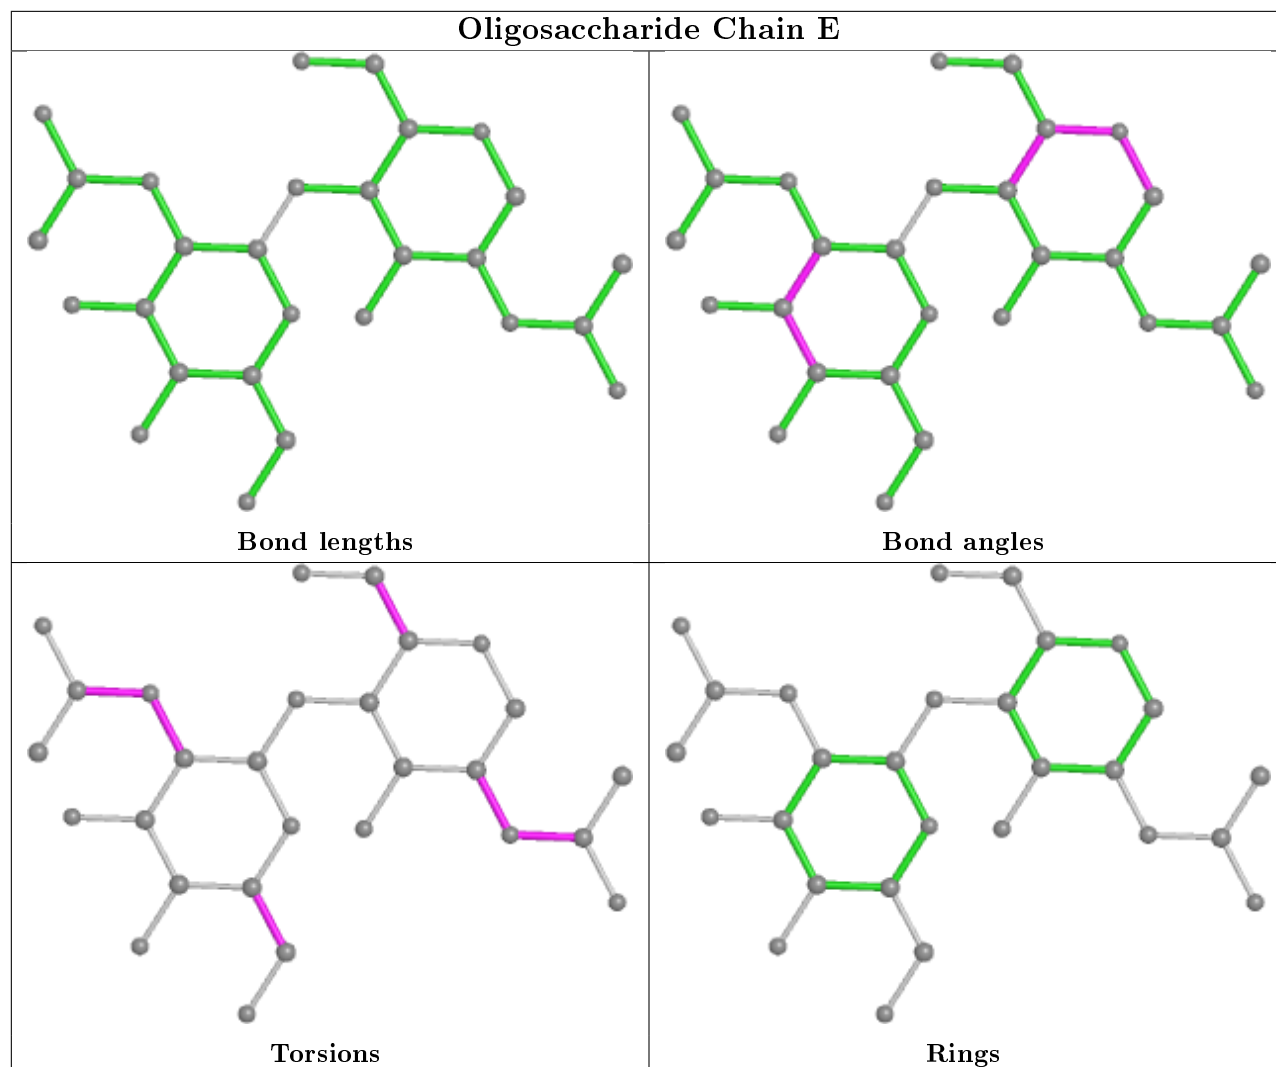 Oligosaccharide Chain E
Bond lengths
Bond angles
Torsions
Rings